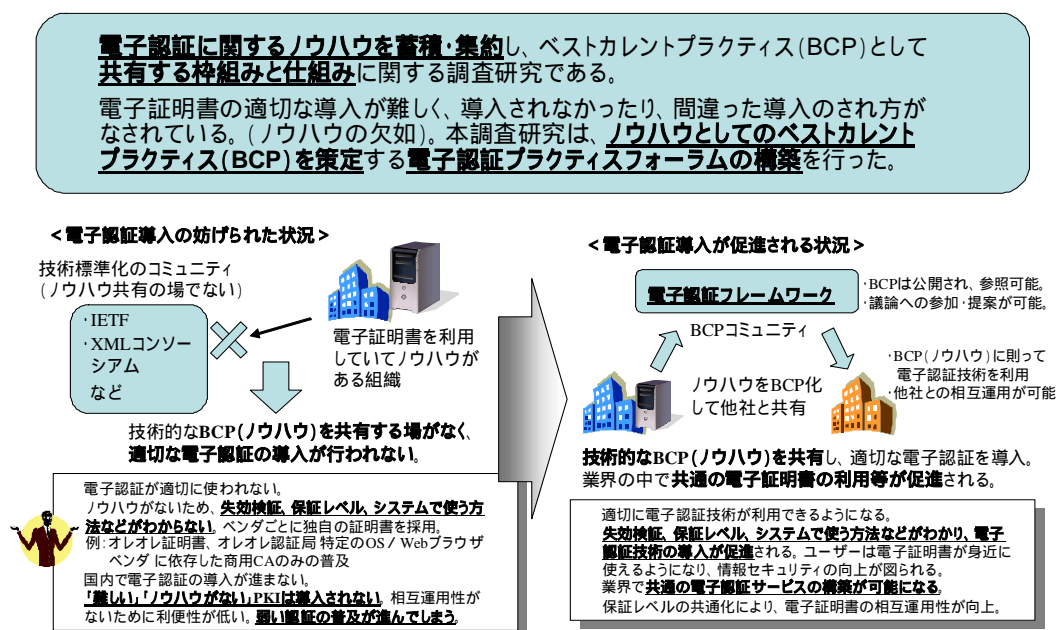 電子認証に関するノウハウを蓄積・集約し、ベストカレントプラクティス(BCP)として
共有する枠組みと仕組みに関する調査研究である。
電子証明書の適切な導入が難しく、導入されなかったり、間違った導入のされ方が
なされている。(ノウハウの欠如)。本調査研究は、ノウハウとしてのベストカレント
プラクティス(BCP)を策定する電子認証プラクティスフォーラムの構築を行った。
<電子認証導入の妨げられた状況>
技術標準化のコミュニティ
(ノウハウ共有の場でない)
・IETF
・XMLコンソー
シアム
など
電子証明書を利用
していてノウハウが
ある組織
技術的なBCP(ノウハウ)を共有する場がなく、
適切な電子認証の導入が行われない。
電子認証が適切に使われない。
ノウハウがないため、失効検証、保証レベル、システムで使う方
法などがわからない。ベンダごとに独自の証明書を採用。
例:オレオレ証明書、オレオレ認証局 特定のOS/Webブラウザ
ベンダに依存した商用CAのみの普及
国内で電子認証の導入が進まない。
「難しい」「ノウハウがない」PKIは導入されない。相互運用性が
ないために利便性が低い。弱い認証の普及が進んでしまう。
<電子認証導入が促進される状況>
電子認証フレームワーク
・BCPは公開され、参照可能。
・議論への参加・提案が可能。
BCPコミュニティ
ノウハウをBCP化
して他社と共有
・BCP(ノウハウ)に則って
電子認証技術を利用
・他社との相互運用が可能
技術的なBCP(ノウハウ)を共有し、適切な電子認証を導入。
業界の中で共通の電子証明書の利用等が促進される。
適切に電子認証技術が利用できるようになる。
失効検証、保証レベル、システムで使う方法などがわかり、電子
認証技術の導入が促進される。ユーザーは電子証明書が身近に
使えるようになり、情報セキュリティの向上が図られる。
業界で共通の電子認証サービスの構築が可能になる。
保証レベルの共通化により、電子証明書の相互運用性が向上。